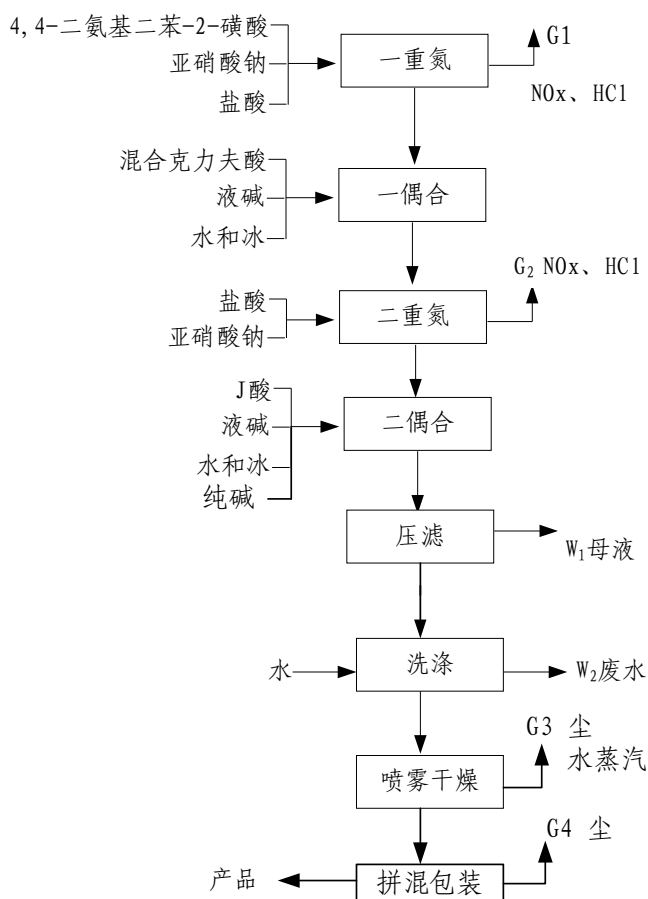 4,4-二氨基二苯-2-磺酸
亚硝酸钠
盐酸
一重氮
G1
NOx、HCl
混合克力夫酸
液碱
水和冰
一偶合
盐酸
亚硝酸钠
二重氮
G₂ NOx、HCl
J酸
液碱
水和冰
纯碱
二偶合
压滤
W₁母液
水
洗涤
W₂废水
喷雾干燥
G3 尘
水蒸汽
产品
拼混包装
G4 尘